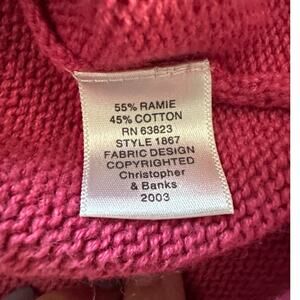 55% RAMIE
45% COTTON
RN 63823
STYLE 1867
FABRIC DESIGN
COPYRIGHTED
Christopher
& Banks
2003